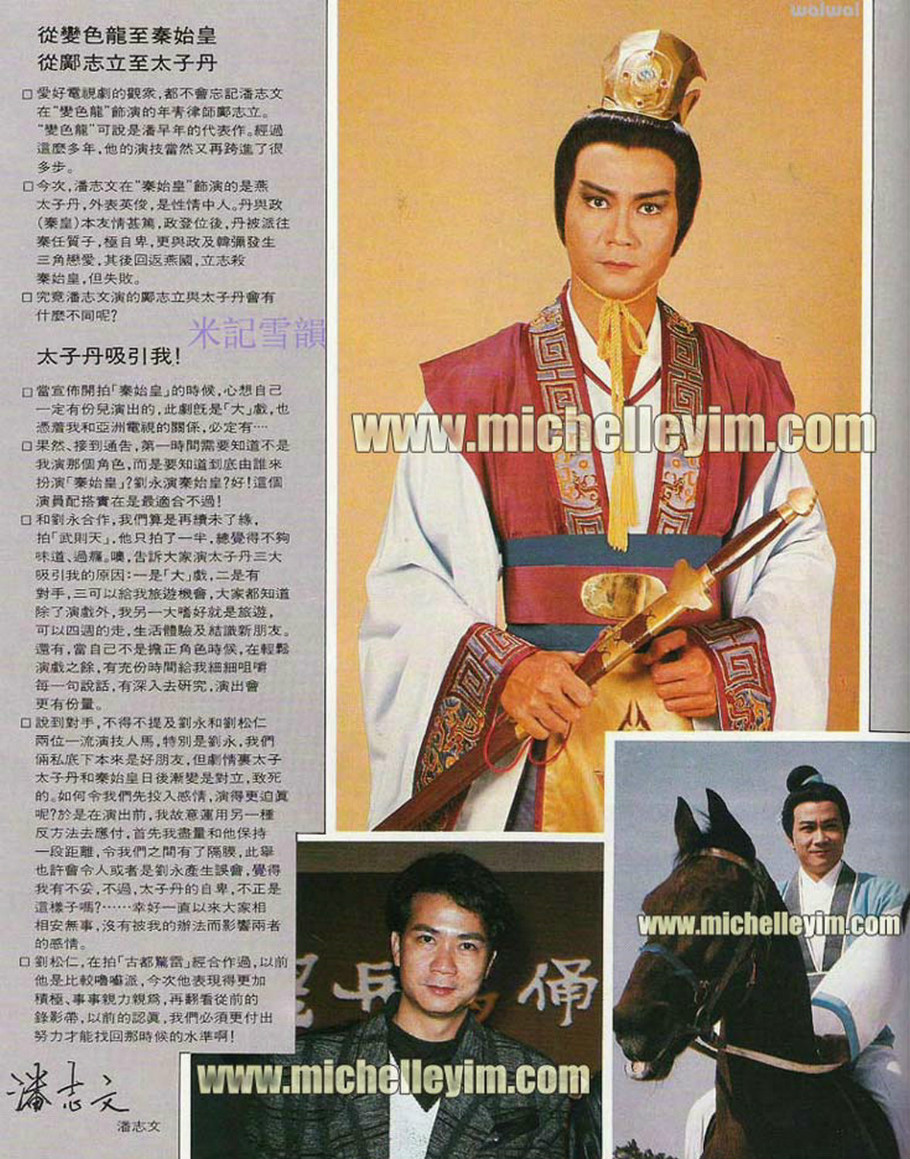 waiwai
從變色龍至秦始皇
從鄺志立至太子丹
□愛好電視劇的觀衆,都不會忘記潘志文
在“變色龍”飾演的年靑律師鄺志立。
“變色龍”可說是潘早年的代表作。經過
這麼多年,他的演技當然又再跨進了很
多步。
□今次,潘志文在“秦始皇”飾演的是燕
太子丹,外表英俊,是性情中人。丹與政
(秦皇)本友情甚篤,政登位後,丹被派往
秦任質子,極自卑,更與政及韓彌發生
三角戀愛,其後回返燕國,立志殺
秦始皇,但失敗。
□究竟潘志文演的鄺志立與太子丹會有
什麼不同呢?
米記雪韻
太子丹吸引我!
□當宣佈開拍「秦始皇」的時候,心想自己
一定有份兒演出的,此劇旣是「大」戲,也
憑着我和亞洲電視的關係,必定有····
□果然、接到通告,第一時間需要知道不是
我演那個角色,而是要知道到底由誰來
扮演「秦始皇」?劉永演秦始皇?好!這個
演員配搭實在是最適合不過!
□和劉永合作,我們算是再續未了緣,
拍「武則天」,他只拍了一半,總覺得不夠
味道、過癮。噢,告訴大家演太子丹三大
吸引我的原因:一是「大」戲,二是有
對手,三可以給我旅遊機會,大家都知道
除了演戲外,我另一大嗜好就是旅遊,
可以四週的走,生活體驗及結識新朋友。
還有,當自己不是擔正角色時候,在輕鬆
演戲之餘,有充份時間給我細細咀嚼
每一句說話,有深入去硏究,演出會
更有份量。
□說到對手,不得不提及劉永和劉松仁
兩位一流演技人馬,特別是劉永,我們
倆私底下本來是好朋友,但劇情裏太子
太子丹和秦始皇日後漸變是對立,致死
的。如何令我們先投入感情,演得更迫眞
呢?於是在演出前,我故意運用另一種
反方法去應付,首先我盡量和他保持
一段距離,令我們之間有了隔膜,此舉
也許會令人或者是劉永產生誤會,覺得
我有不妥,不過,太子丹的自卑,不正是
這樣子嗎?⋯⋯幸好一直以來大家相
相安無事,沒有被我的辦法而影響兩者
的感情。
□劉松仁,在拍「古都驚雷」經合作過,以前
他是比較嚕囌派,今次他表現得更加
積極、事事親力親爲,再翻看從前的
錄影帶,以前的認眞,我們必須更付出
努力才能找回那時候的水準啊!
潘志文
潘志文
www.michelleyim.com
www.michelleyim.com
www.michelleyim.com
俑